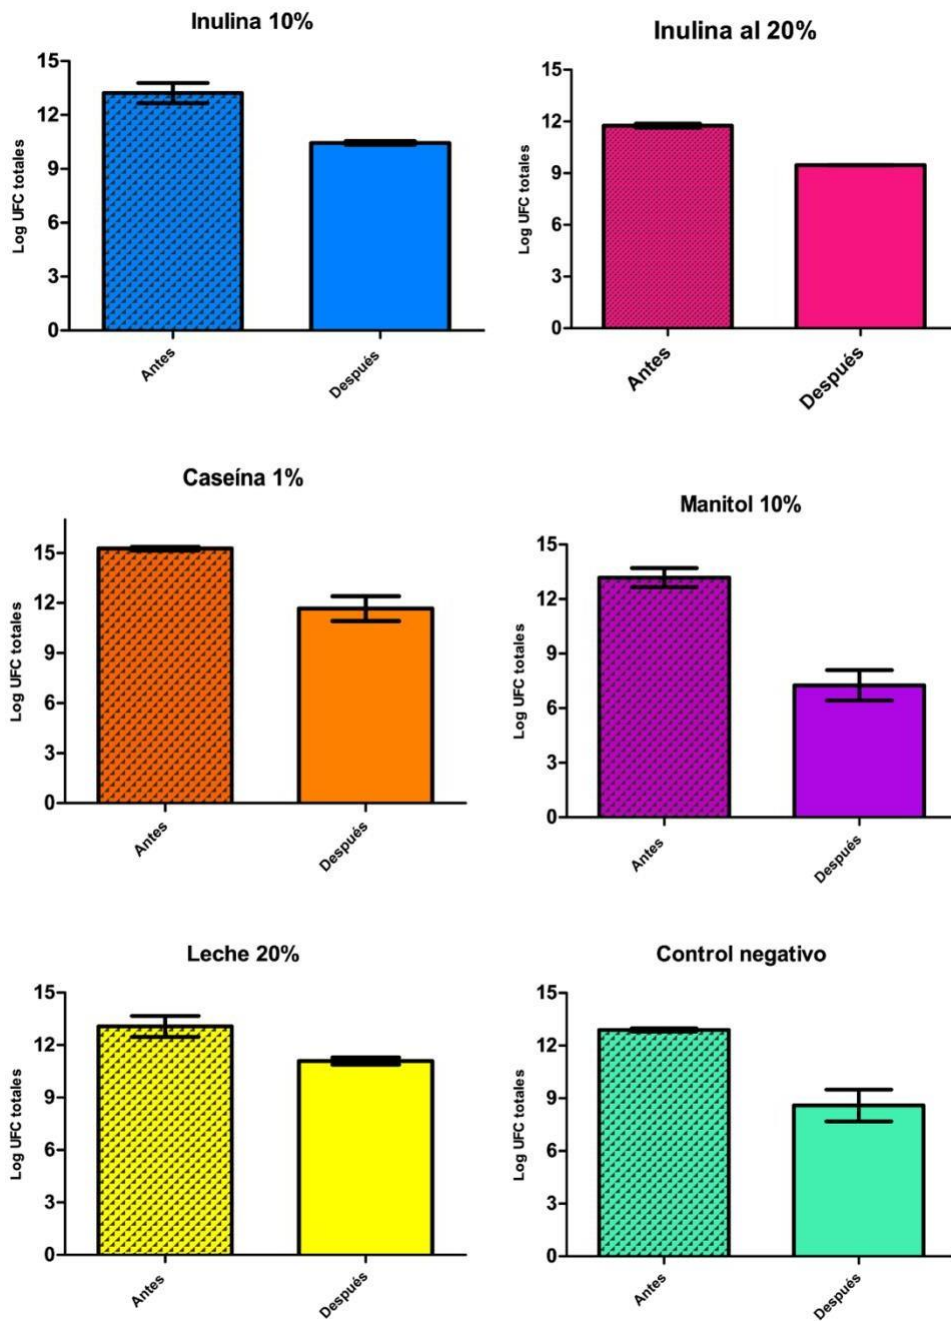 Inulina 10%
Log UFC totales
15
12
9
6
3
0
Antes
Después
Inulina al 20%
Log UFC totales
15
12
9
6
3
0
Antes
Después
Caseína 1%
Log UFC totales
15
12
9
6
3
0
Antes
Después
Manitol 10%
Log UFC totales
15
12
9
6
3
0
Antes
Después
Leche 20%
Log UFC totales
15
12
9
6
3
0
Antes
Después
Control negativo
Log UFC totales
15
12
9
6
3
0
Antes
Después